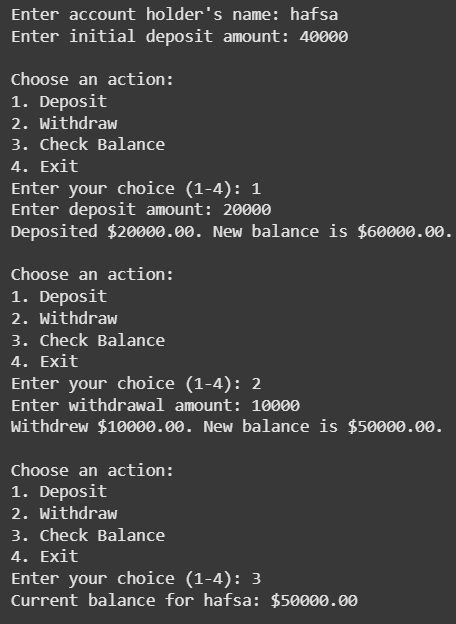 Enter account holder's name: hafsa
Enter initial deposit amount: 40000
Choose an action:
1. Deposit
2. Withdraw
3. Check Balance
4. Exit
Enter your choice (1-4): 1
Enter deposit amount: 20000
Deposited $20000.00. New balance is $60000.00.
Choose an action:
1. Deposit
2. Withdraw
3. Check Balance
4. Exit
Enter your choice (1-4): 2
Enter withdrawal amount: 10000
Withdrew $10000.00. New balance is $50000.00.
Choose an action:
1. Deposit
2. Withdraw
3. Check Balance
4. Exit
Enter your choice (1-4): 3
Current balance for hafsa: $50000.00